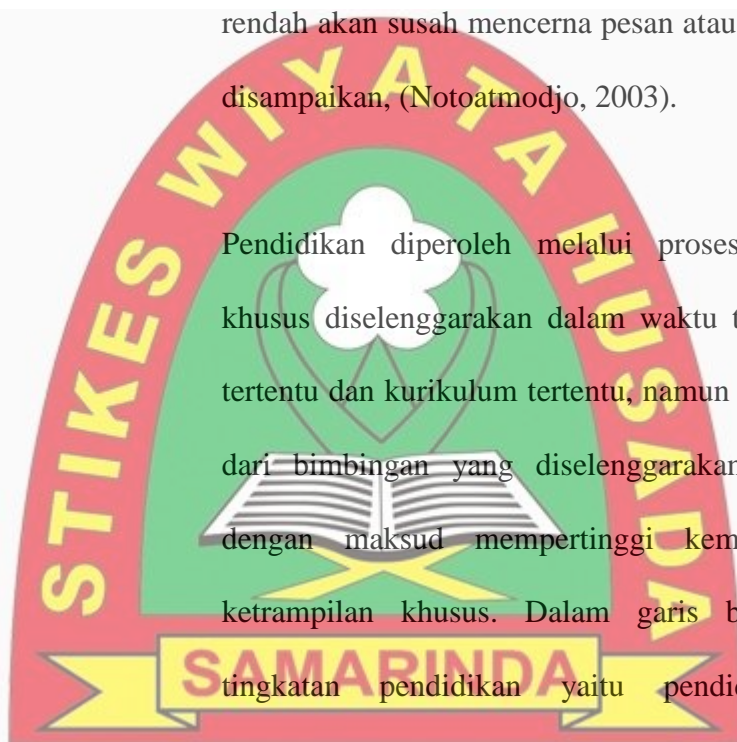 rendah akan susah mencerna pesan atau
disampaikan, (Notoatmodjo, 2003).
Pendidikan diperoleh melalui proses
khusus diselenggarakan dalam waktu
tertentu dan kurikulum tertentu, namun
dari bimbingan yang diselenggarakan
dengan maksud mempertinggi
ketrampilan khusus. Dalam garis
tingkatan pendidikan yaitu
STIKES WIYATA HUSADA
SAMARINDA